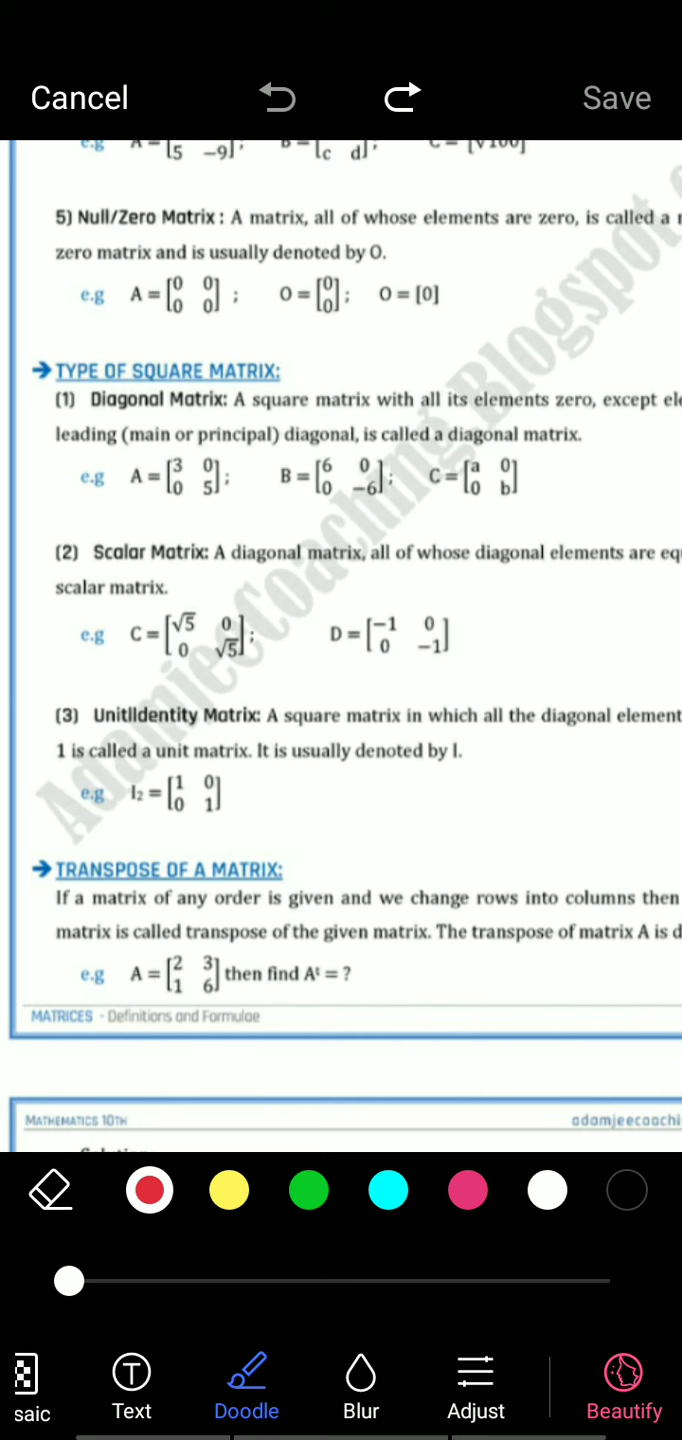 Cancel
Save
e.g A = [5 -9]; B = [c d]; C = [√100]
5) Null/Zero Matrix : A matrix, all of whose elements are zero, is called a
zero matrix and is usually denoted by O.
e.g A = [0 0; 0 0] ; O = [0; 0]; O = [0]
➔ TYPE OF SQUARE MATRIX:
(1) Diagonal Matrix: A square matrix with all its elements zero, except ele
leading (main or principal) diagonal, is called a diagonal matrix.
e.g A = [3 0; 0 5]; B = [6 0; 0 -6]; C = [a 0; 0 b]
(2) Scalar Matrix: A diagonal matrix, all of whose diagonal elements are equ
scalar matrix.
e.g C = [√5 0; 0 √5]; D = [-1 0; 0 -1]
(3) UnitIIdentity Matrix: A square matrix in which all the diagonal element
1 is called a unit matrix. It is usually denoted by I.
e.g I₂ = [1 0; 0 1]
➔ TRANSPOSE OF A MATRIX:
If a matrix of any order is given and we change rows into columns then
matrix is called transpose of the given matrix. The transpose of matrix A is d
e.g A = [2 3; 1 6] then find Aᵗ = ?
MATRICES - Definitions and Formulae
AdamjeeCoaching.Blogspot.c
MATHEMATICS 10TH
adamjeecoachi
saic
Text
Doodle
Blur
Adjust
Beautify